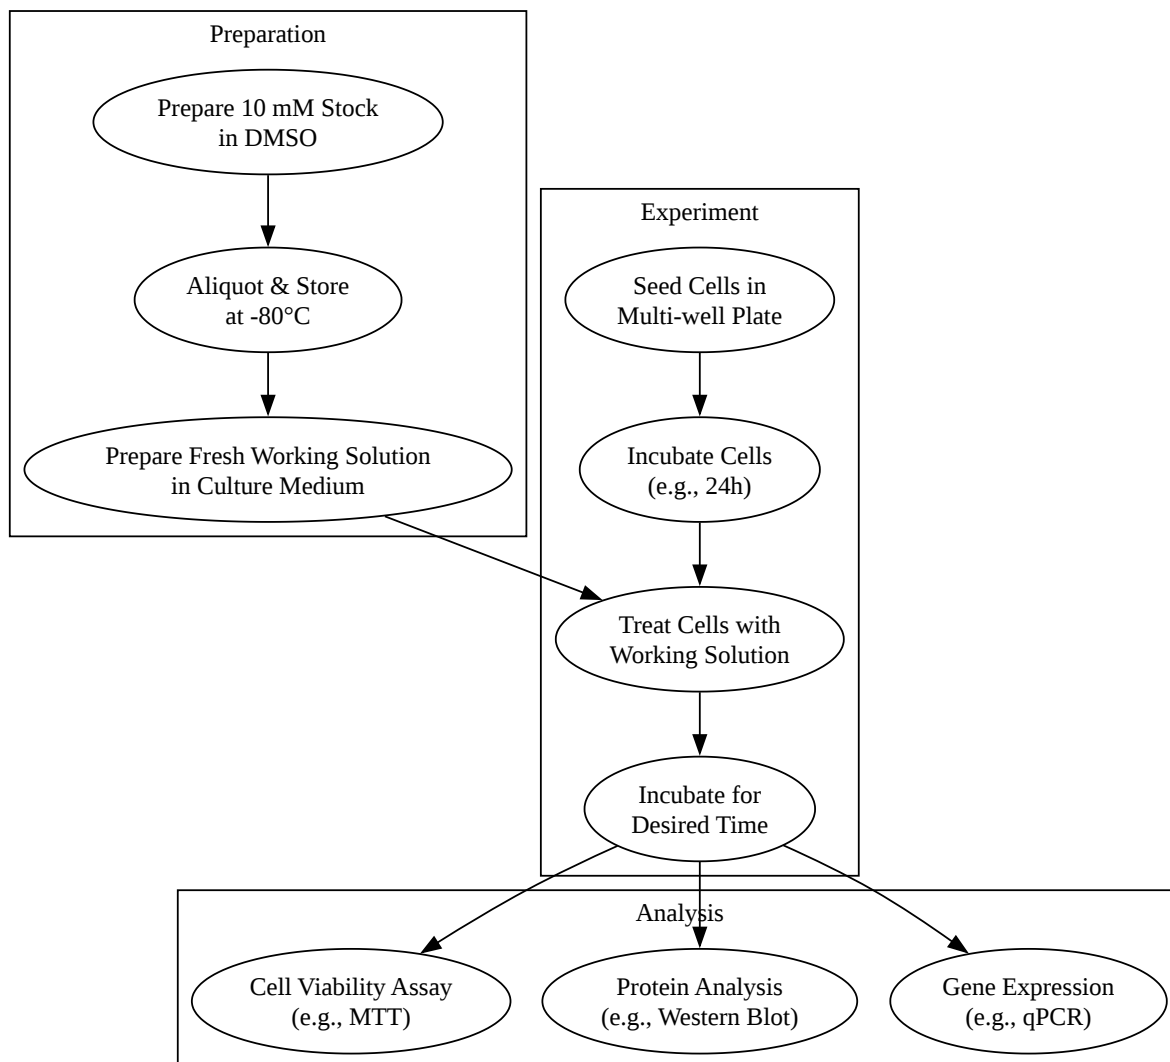 Preparation
Prepare 10 mM Stock
in DMSO
Aliquot & Store
at -80°C
Prepare Fresh Working Solution
in Culture Medium
Experiment
Seed Cells in
Multi-well Plate
Incubate Cells
(e.g., 24h)
Treat Cells with
Working Solution
Incubate for
Desired Time
Analysis
Cell Viability Assay
(e.g., MTT)
Protein Analysis
(e.g., Western Blot)
Gene Expression
(e.g., qPCR)